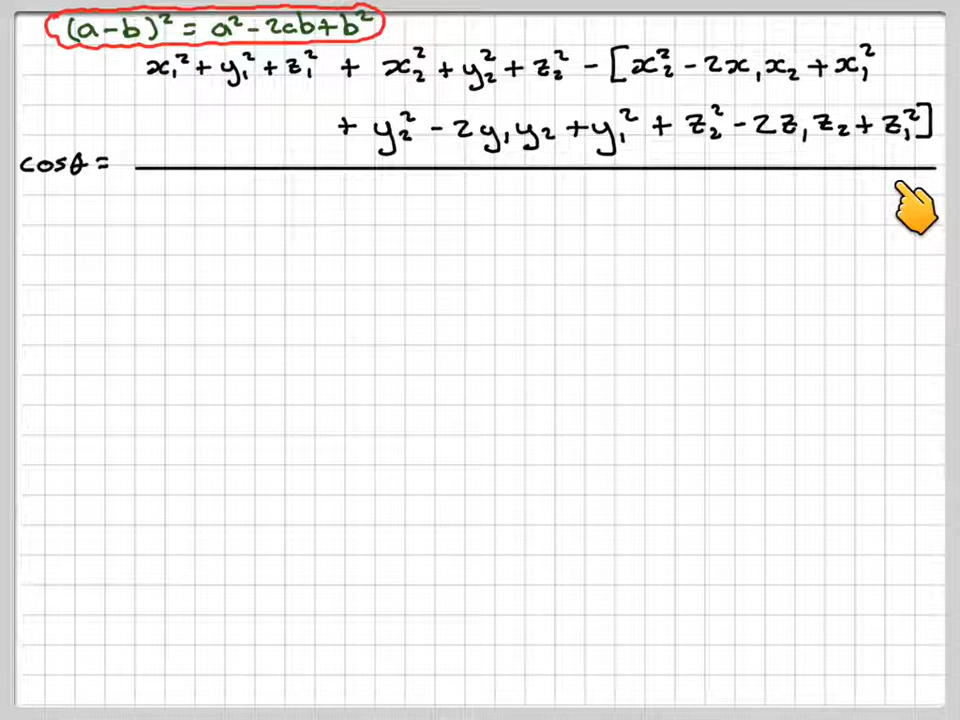 (a-b)² = a² - 2ab + b²
x₁² + y₁² + z₁² + x₂² + y₂² + z₂² - [x₂² - 2x₁x₂ + x₁²
+ y₂² - 2y₁y₂ + y₁² + z₂² - 2z₁z₂ + z₁²]
cosθ =